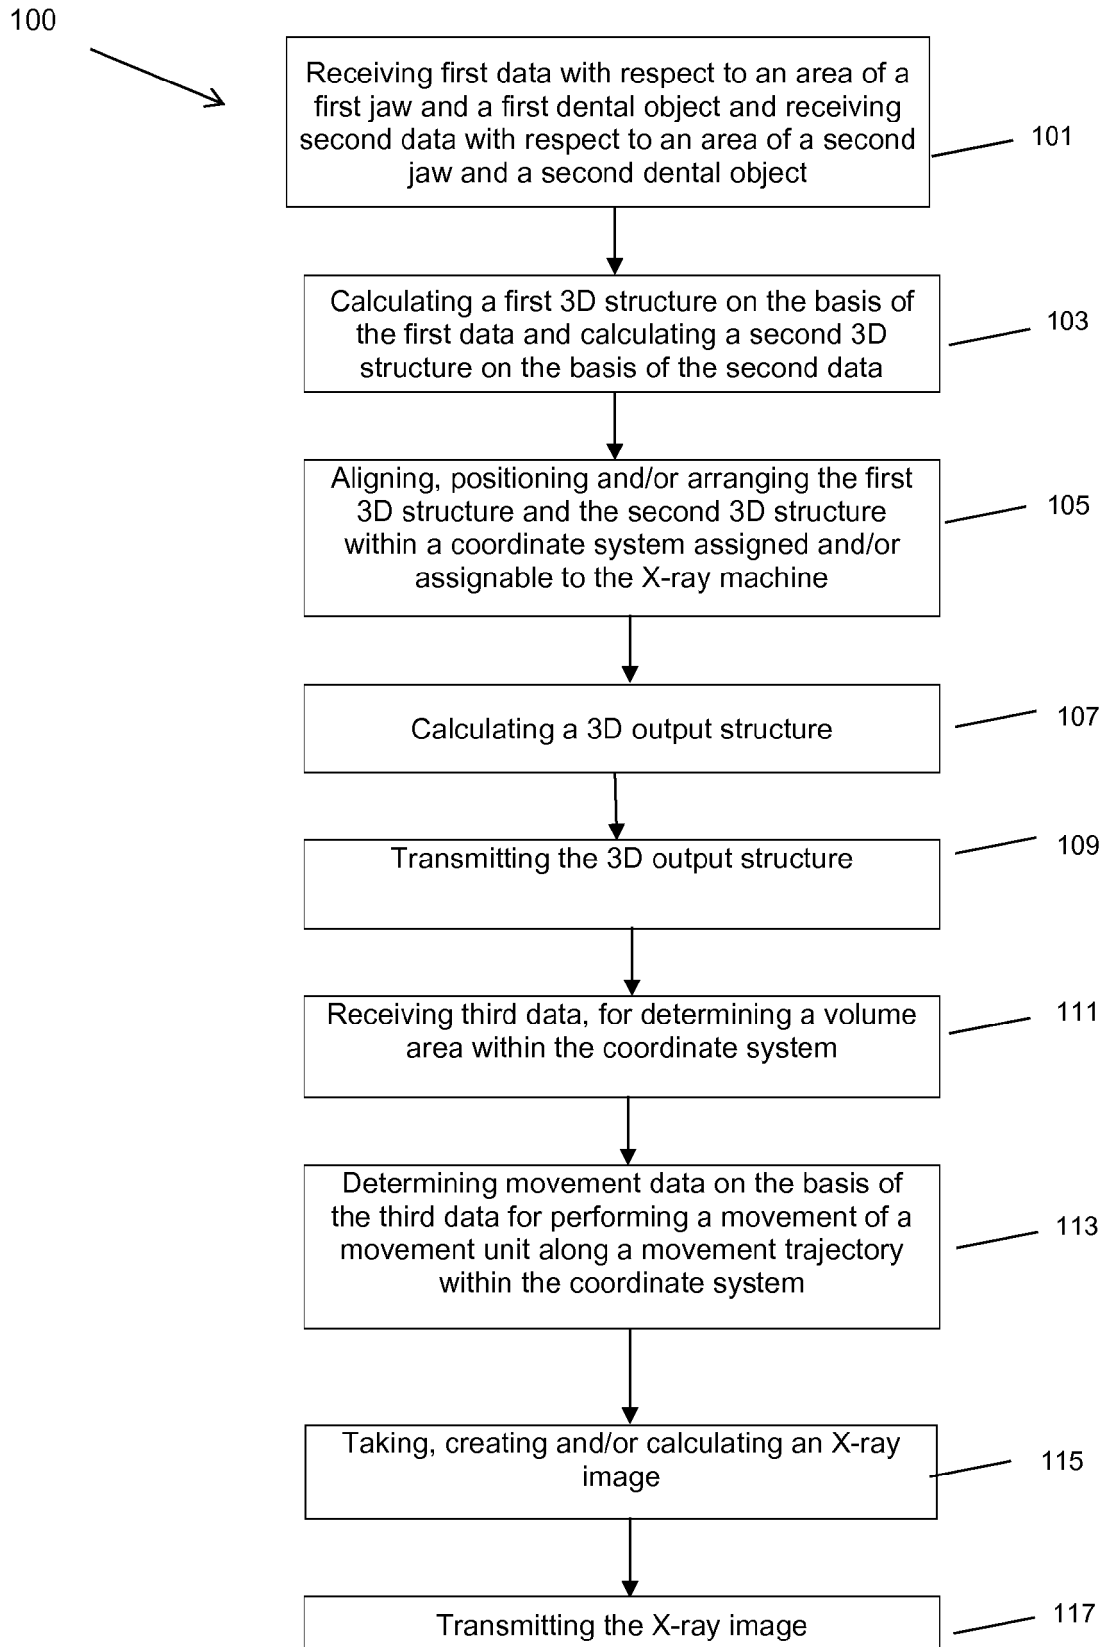 100
Receiving first data with respect to an area of a
first jaw and a first dental object and receiving
second data with respect to an area of a second
jaw and a second dental object
101
Calculating a first 3D structure on the basis of
the first data and calculating a second 3D
structure on the basis of the second data
103
Aligning, positioning and/or arranging the first
3D structure and the second 3D structure
within a coordinate system assigned and/or
assignable to the X-ray machine
105
Calculating a 3D output structure
107
Transmitting the 3D output structure
109
Receiving third data, for determining a volume
area within the coordinate system
111
Determining movement data on the basis of
the third data for performing a movement of a
movement unit along a movement trajectory
within the coordinate system
113
Taking, creating and/or calculating an X-ray
image
115
Transmitting the X-ray image
117